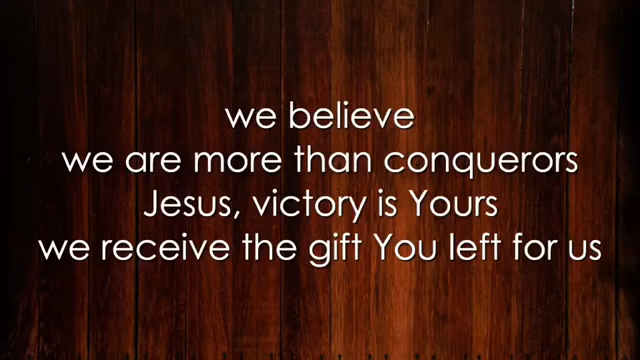 we believe
we are more than conquerors
Jesus, victory is Yours
we receive the gift You left for us